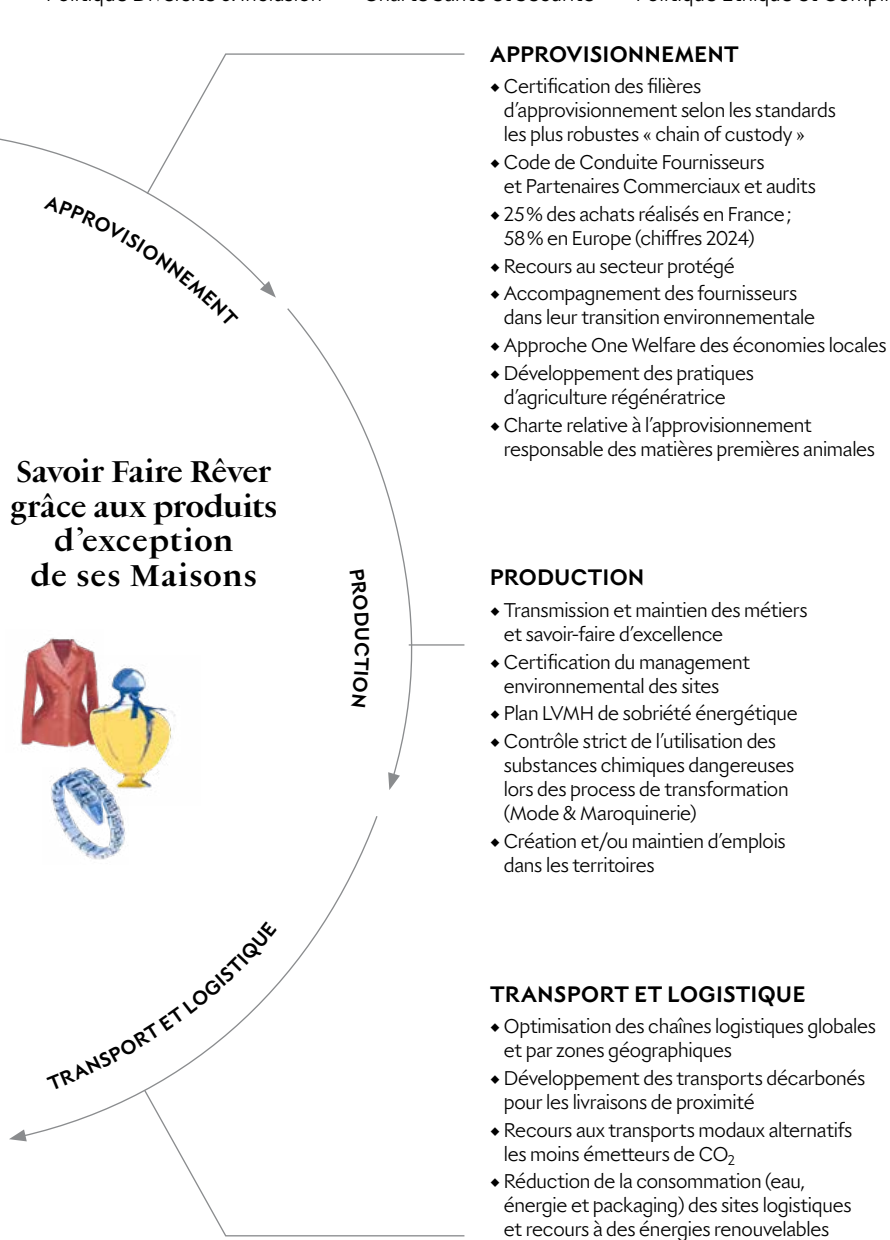 APPROVISIONNEMENT
◆ Certification des filières
d’approvisionnement selon les standards
les plus robustes « chain of custody »
◆ Code de Conduite Fournisseurs
et Partenaires Commerciaux et audits
◆ 25 % des achats réalisés en France ;
58 % en Europe (chiffres 2024)
◆ Recours au secteur protégé
◆ Accompagnement des fournisseurs
dans leur transition environnementale
◆ Approche One Welfare des économies locales
◆ Développement des pratiques
d’agriculture régénératrice
◆ Charte relative à l’approvisionnement
responsable des matières premières animales
APPROVISIONNEMENT
Savoir Faire Rêver
grâce aux produits
d’exception
de ses Maisons
PRODUCTION
PRODUCTION
◆ Transmission et maintien des métiers
et savoir-faire d’excellence
◆ Certification du management
environnemental des sites
◆ Plan LVMH de sobriété énergétique
◆ Contrôle strict de l’utilisation des
substances chimiques dangereuses
lors des process de transformation
(Mode & Maroquinerie)
◆ Création et/ou maintien d’emplois
dans les territoires
TRANSPORT ET LOGISTIQUE
TRANSPORT ET LOGISTIQUE
◆ Optimisation des chaînes logistiques globales
et par zones géographiques
◆ Développement des transports décarbonés
pour les livraisons de proximité
◆ Recours aux transports modaux alternatifs
les moins émetteurs de CO₂
◆ Réduction de la consommation (eau,
énergie et packaging) des sites logistiques
et recours à des énergies renouvelables